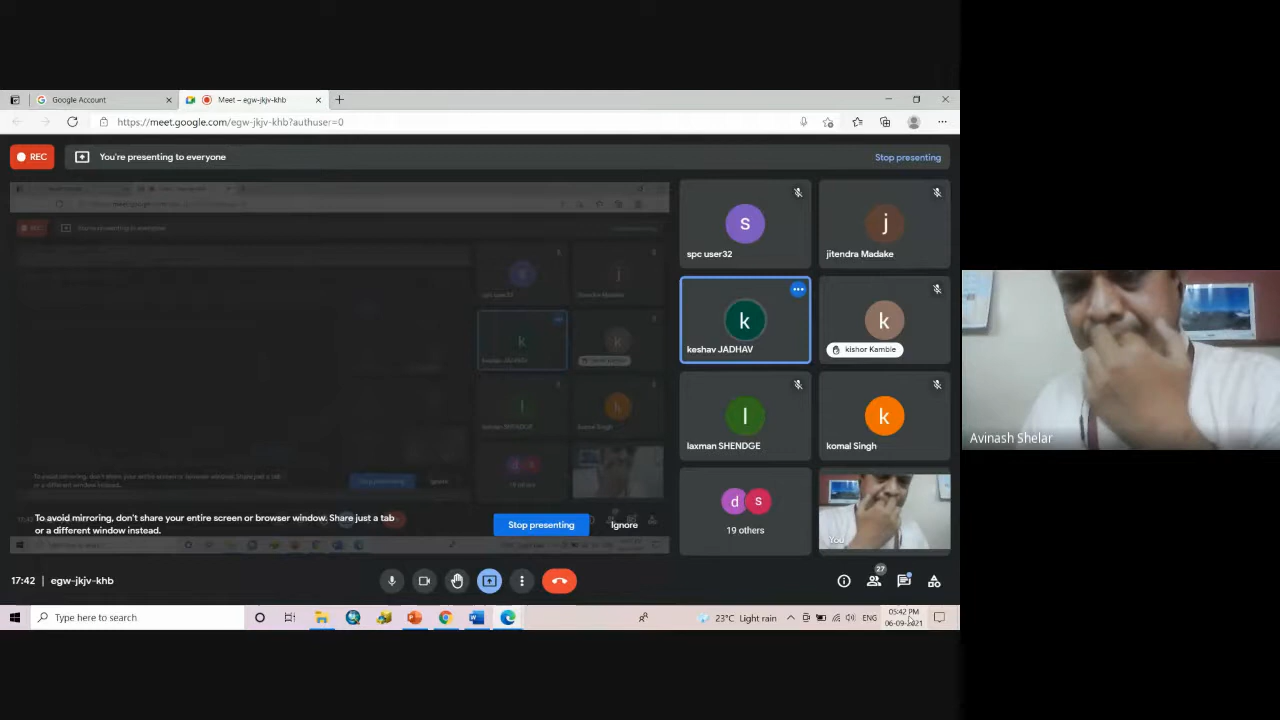 Google Account
Meet – egw-jkjv-khb
https://meet.google.com/egw-jkjv-khb?authuser=0
REC
You're presenting to everyone
Stop presenting
s
spc user32
j
jitendra Madake
k
keshav JADHAV
k
kishor Kamble
l
laxman SHENDGE
k
komal Singh
d s
19 others
You
To avoid mirroring, don't share your entire screen or browser window. Share just a tab
or a different window instead.
Stop presenting
Ignore
17:42 | egw-jkjv-khb
27
Type here to search
23°C Light rain
ENG
05:42 PM
06-09-2021
Avinash Shelar